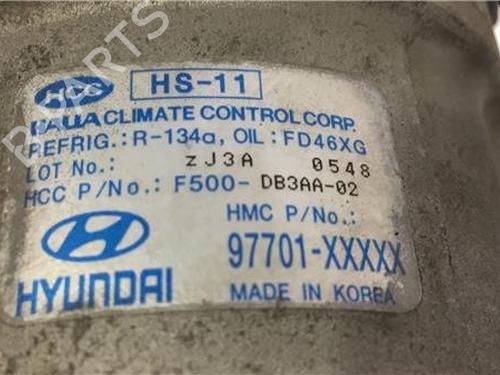 HCC HS-11
HALLA CLIMATE CONTROL CORP.
REFRIG.: R-134a, OIL: FD46XG
LOT No.: zJ3A 0548
HCC P/No.: F500-DB3AA-02
HMC P/No.:
97701-XXXXX
HYUNDAI
MADE IN KOREA